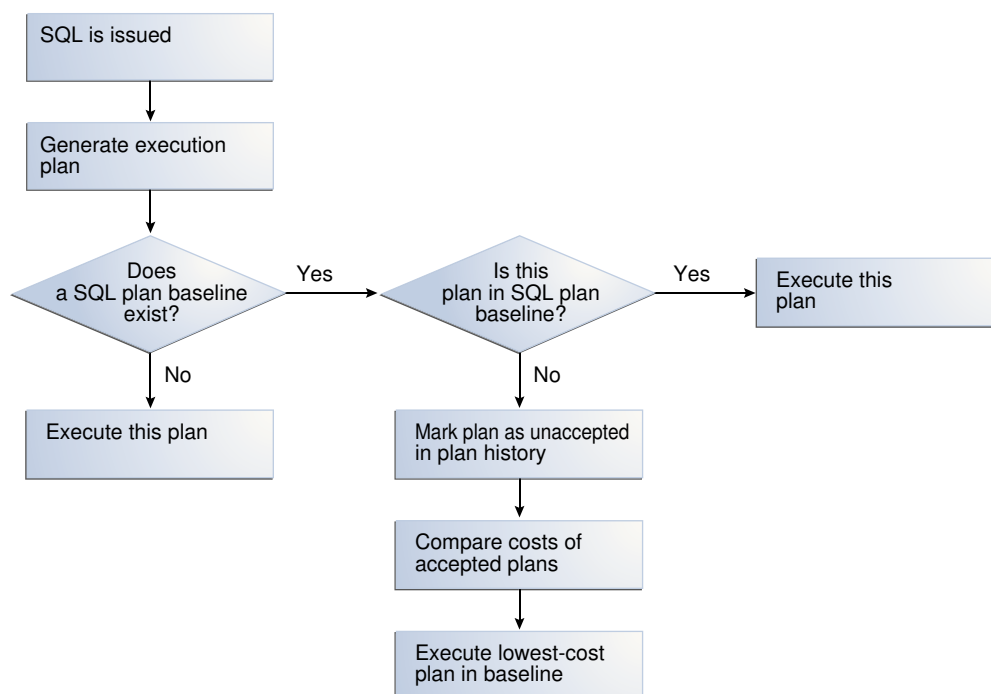 SQL is issued
Generate execution
plan
Does
a SQL plan baseline
exist?
Yes
Is this
plan in SQL plan
baseline?
Yes
Execute this
plan
No
Execute this plan
No
Mark plan as unaccepted
in plan history
Compare costs of
accepted plans
Execute lowest-cost
plan in baseline